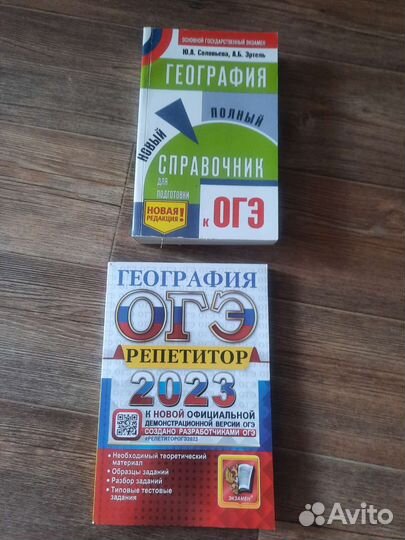 ОСНОВНОЙ ГОСУДАРСТВЕННЫЙ ЭКЗАМЕН
Ю.А. Соловьева, А.Б. Эртель
ГЕОГРАФИЯ
НОВЫЙ
ПОЛНЫЙ
СПРАВОЧНИК
ДЛЯ
ПОДГОТОВКИ
К ОГЭ
НОВАЯ
РЕДАКЦИЯ!
ГЕОГРАФИЯ
ОГЭ
РЕПЕТИТОР
2023
К НОВОЙ ОФИЦИАЛЬНОЙ
ДЕМОНСТРАЦИОННОЙ ВЕРСИИ ОГЭ
СОЗДАНО РАЗРАБОТЧИКАМИ ОГЭ
#РЕПЕТИТОРОГЭ2023
• Необходимый теоретический
материал
• Образцы заданий
• Разбор заданий
• Типовые тестовые
задания
ЭКЗАМЕН
Avito